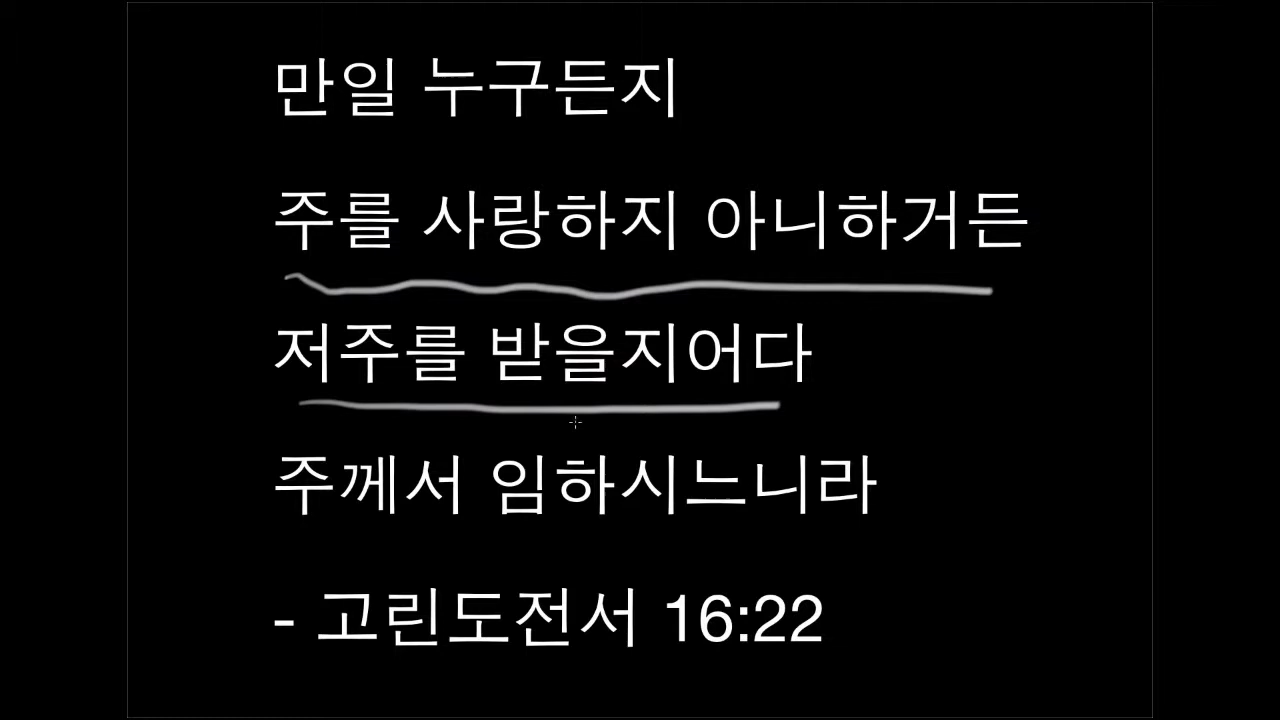 만일 누구든지
주를 사랑하지 아니하거든
저주를 받을지어다
주께서 임하시느니라
- 고린도전서 16:22